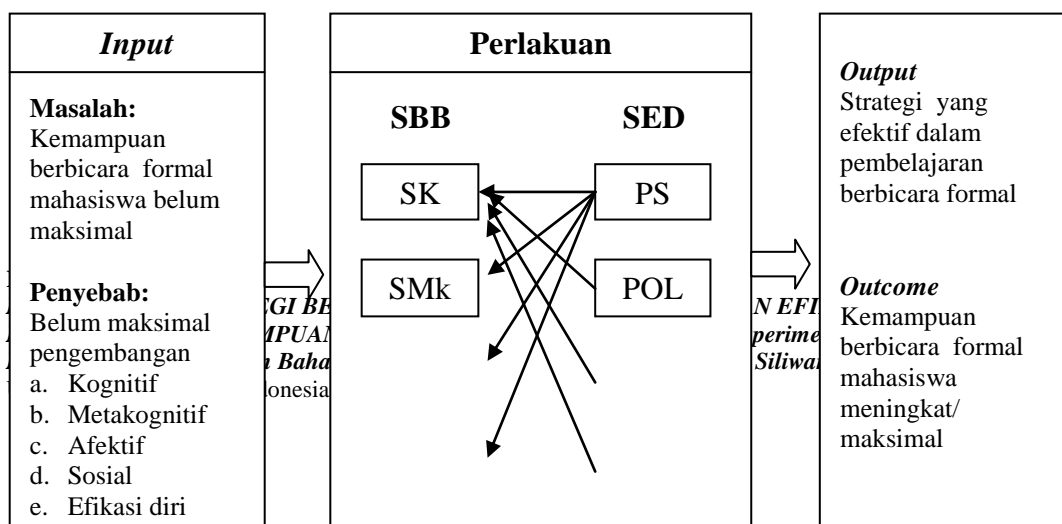 Input
Masalah:
Kemampuan
berbicara formal
mahasiswa belum
maksimal
Penyebab:
Belum maksimal
pengembangan
a. Kognitif
b. Metakognitif
c. Afektif
d. Sosial
e. Efikasi diri
Perlakuan
SBB SED
SK PS
SMk POL
Output
Strategi yang
efektif dalam
pembelajaran
berbicara formal
Outcome
Kemampuan
berbicara formal
mahasiswa
meningkat/
maksimal